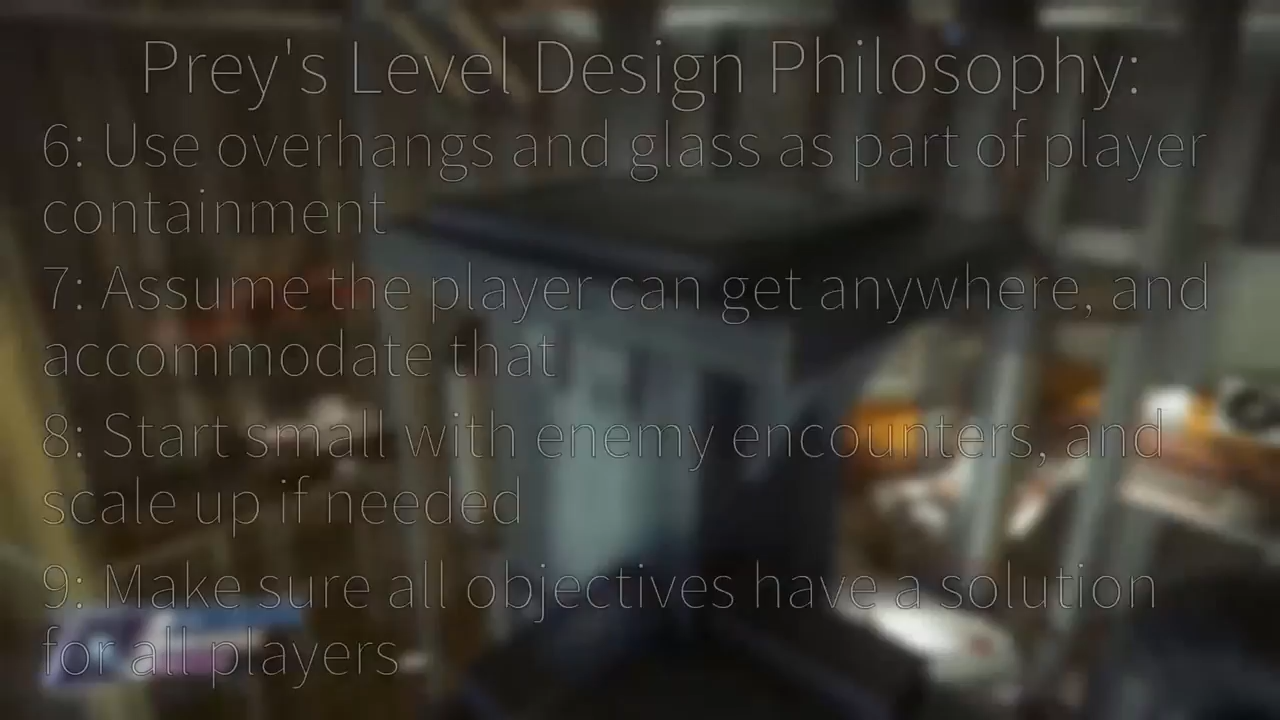 Prey's Level Design Philosophy:
6: Use overhangs and glass as part of player
containment
7: Assume the player can get anywhere, and
accommodate that
8: Start small with enemy encounters, and
scale up if needed
9: Make sure all objectives have a solution
for all players